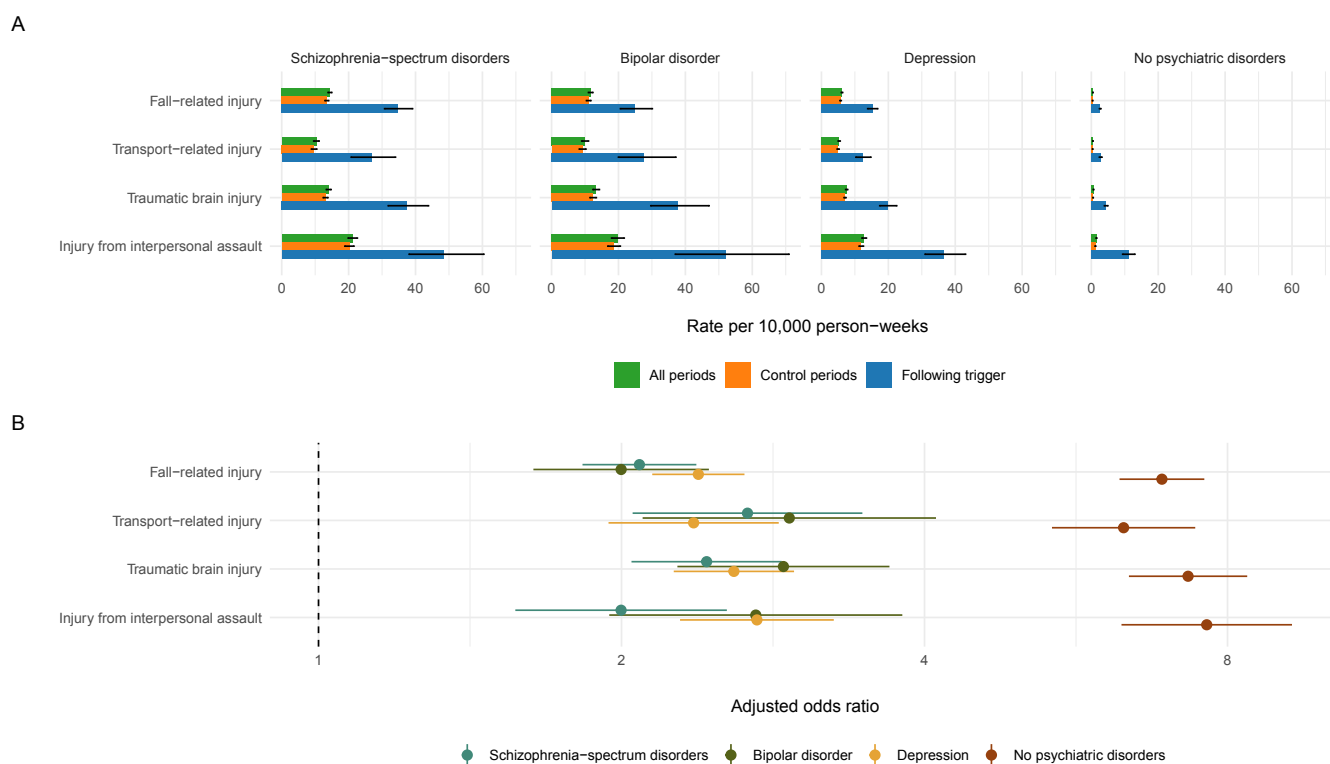 A
Schizophrenia−spectrum disorders Bipolar disorder Depression No psychiatric disorders
Fall−related injury
Transport−related injury
Traumatic brain injury
Injury from interpersonal assault
0 20 40 60 0 20 40 60 0 20 40 60 0 20 40 60
Rate per 10,000 person−weeks
All periods Control periods Following trigger
B
Fall−related injury
Transport−related injury
Traumatic brain injury
Injury from interpersonal assault
1 2 4 8
Adjusted odds ratio
Schizophrenia−spectrum disorders Bipolar disorder Depression No psychiatric disorders